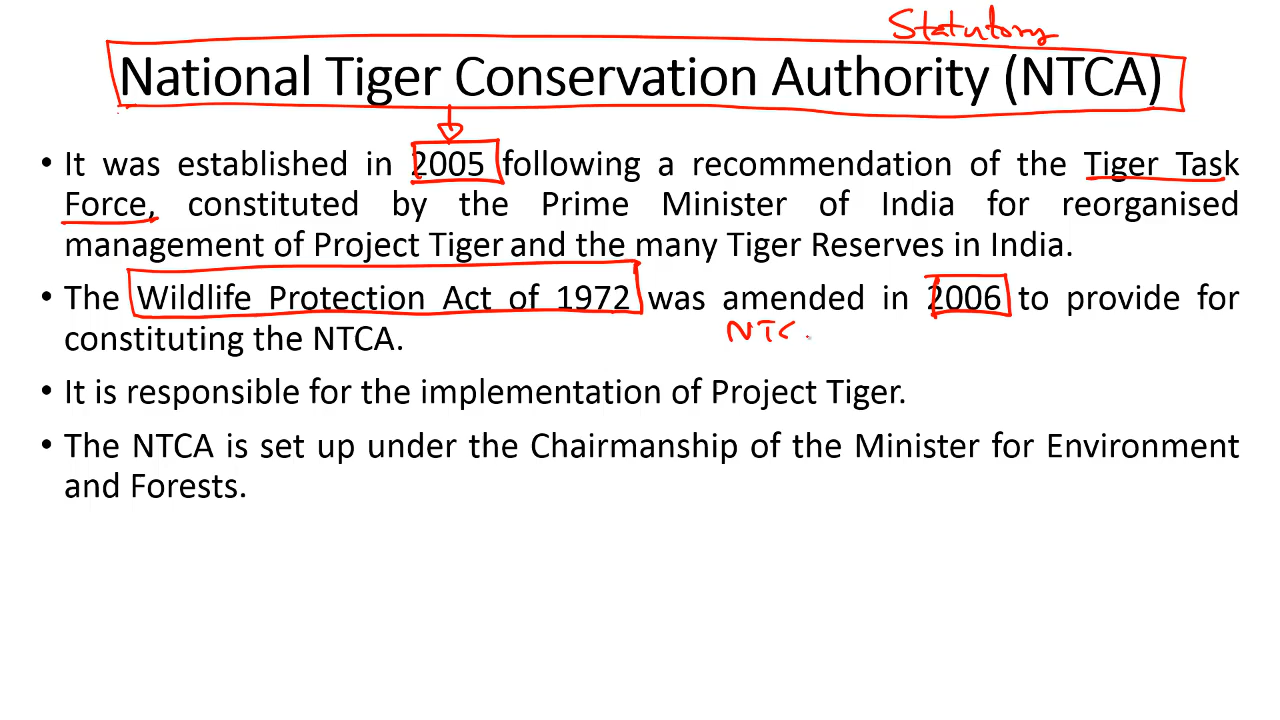 Statutory
National Tiger Conservation Authority (NTCA)
• It was established in 2005 following a recommendation of the Tiger Task
Force, constituted by the Prime Minister of India for reorganised
management of Project Tiger and the many Tiger Reserves in India.
• The Wildlife Protection Act of 1972 was amended in 2006 to provide for
NTC
constituting the NTCA.
• It is responsible for the implementation of Project Tiger.
• The NTCA is set up under the Chairmanship of the Minister for Environment
and Forests.